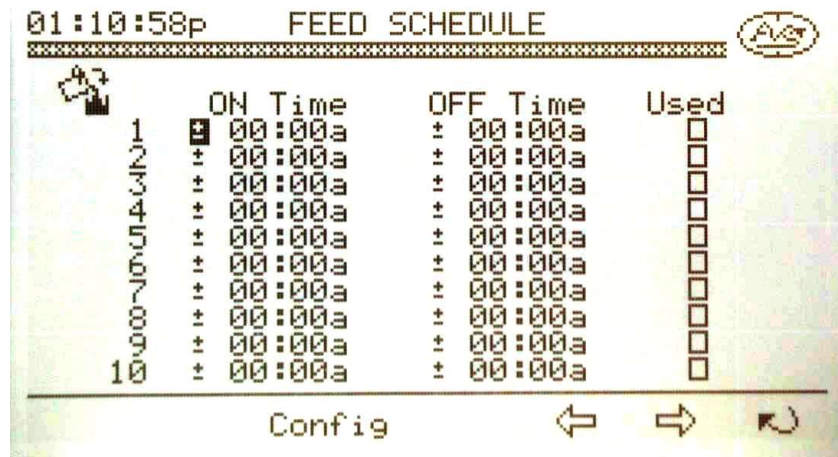 01:10:58p FEED SCHEDULE AVS
ON Time OFF Time Used
1 ± 00:00a ± 00:00a
2 ± 00:00a ± 00:00a
3 ± 00:00a ± 00:00a
4 ± 00:00a ± 00:00a
5 ± 00:00a ± 00:00a
6 ± 00:00a ± 00:00a
7 ± 00:00a ± 00:00a
8 ± 00:00a ± 00:00a
9 ± 00:00a ± 00:00a
10 ± 00:00a ± 00:00a
Config